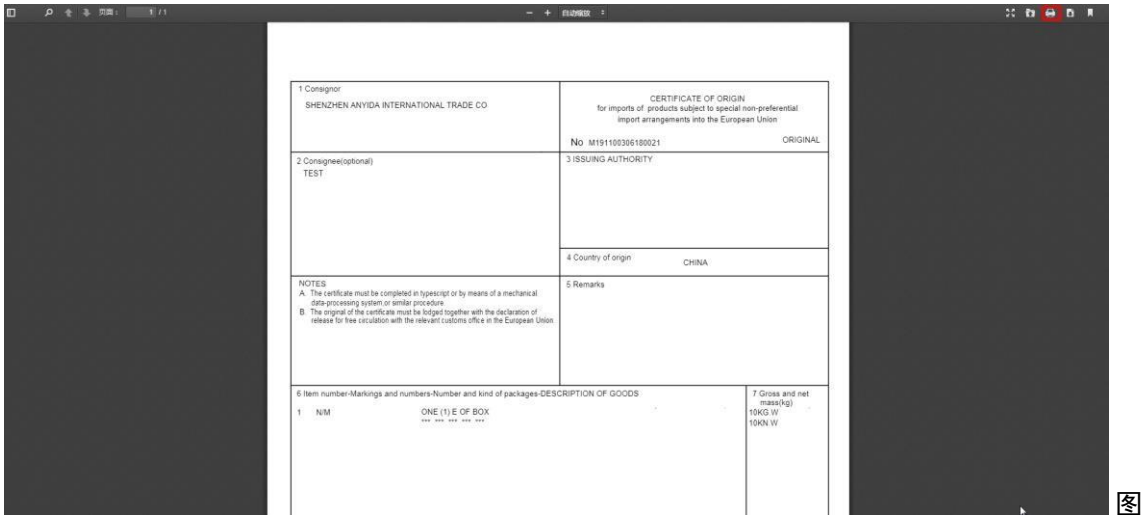 页面: 1 / 1
自动缩放
1 Consignor
SHENZHEN ANYIDA INTERNATIONAL TRADE CO
CERTIFICATE OF ORIGIN
for imports of products subject to special non-preferential
import arrangements into the European Union
No M191100306180021
ORIGINAL
2 Consignee(optional)
TEST
3 ISSUING AUTHORITY
4 Country of origin
CHINA
NOTES
A. The certificate must be completed in typescript or by means of a mechanical
data-processing system,or similar procedure
B. The original of the certificate must be lodged together with the declaration of
release for free circulation with the relevant customs office in the European Union
5 Remarks
6 Item number-Markings and numbers-Number and kind of packages-DESCRIPTION OF GOODS
7 Gross and net
mass(kg)
1 N/M ONE (1) E OF BOX
*** *** *** *** ***
10KG.W
10KN.W
图